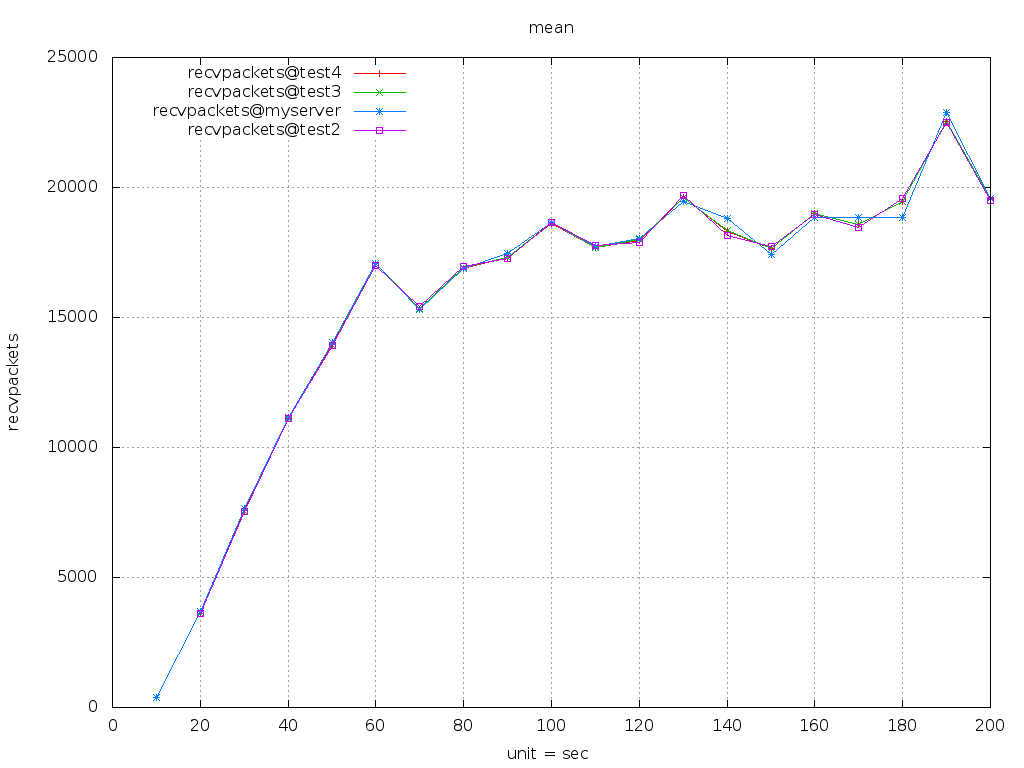 mean
25000
20000
15000
10000
5000
0
recvpackets
recvpackets@test4
recvpackets@test3
recvpackets@myserver
recvpackets@test2
0 20 40 60 80 100 120 140 160 180 200
unit = sec